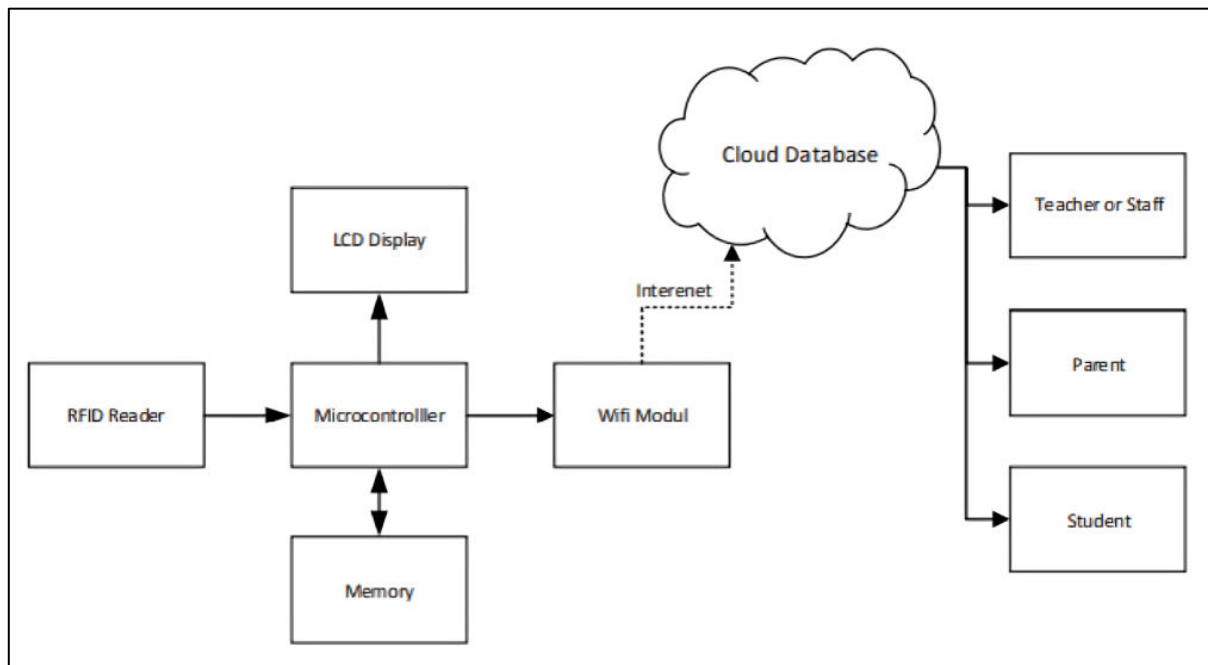 Cloud Database
Teacher or Staff
LCD Display
Interenet
RFID Reader
Microcontrolller
Wifi Modul
Parent
Memory
Student